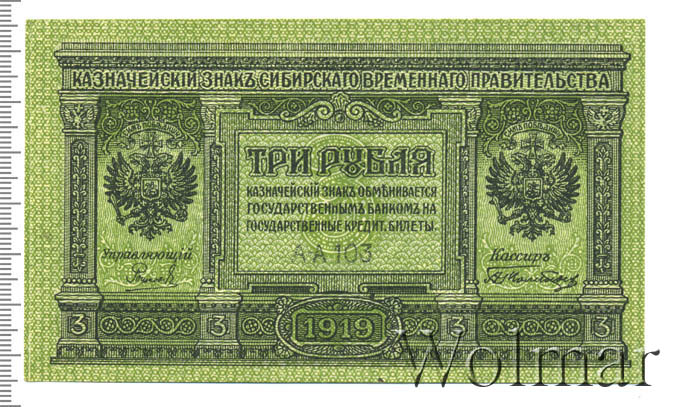 КАЗНАЧЕЙСКІЙ ЗНАКЪ СИБИРСКАГО ВРЕМЕННАГО ПРАВИТЕЛЬСТВА
ТРИ РУБЛЯ
КАЗНАЧЕЙСКІЙ ЗНАКЪ ОБМѢНИВАЕТСЯ
ГОСУДАРСТВЕННЫМЪ БАНКОМЪ НА
ГОСУДАРСТВЕННЫЕ КРЕДИТ. БИЛЕТЫ.
АА 103
Управляющій
Кассиръ
3 3 1919 3 3
Wolmar